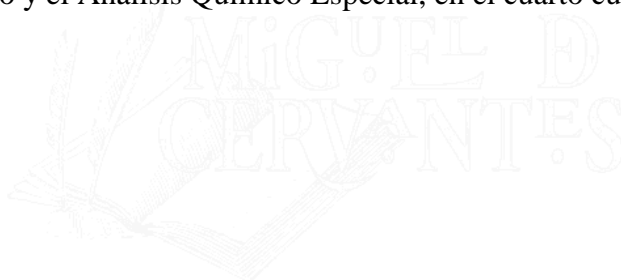 o y el Análisis Químico Especial, en el cuarto cu
MiGUEL D
CERVANTES